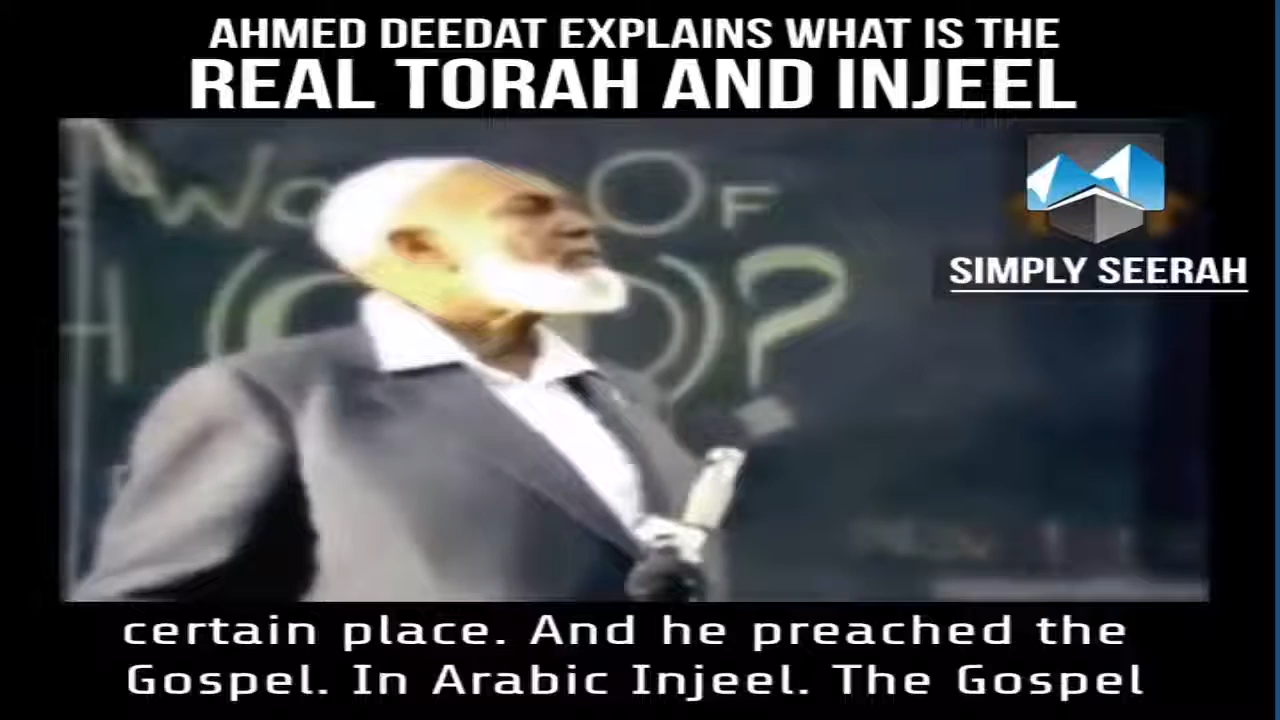 AHMED DEEDAT EXPLAINS WHAT IS THE
REAL TORAH AND INJEEL
OF
?
SIMPLY SEERAH
certain place. And he preached the
Gospel. In Arabic Injeel. The Gospel